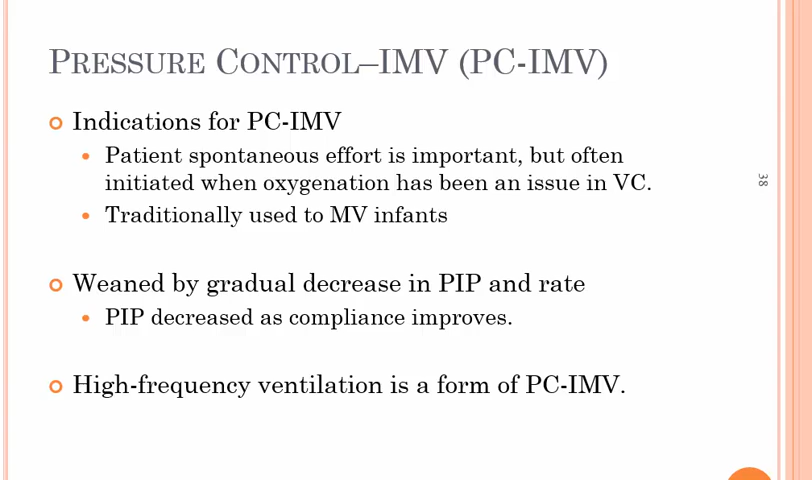 PRESSURE CONTROL–IMV (PC-IMV)
Indications for PC-IMV
Patient spontaneous effort is important, but often
initiated when oxygenation has been an issue in VC.
Traditionally used to MV infants
Weaned by gradual decrease in PIP and rate
PIP decreased as compliance improves.
High-frequency ventilation is a form of PC-IMV.
38